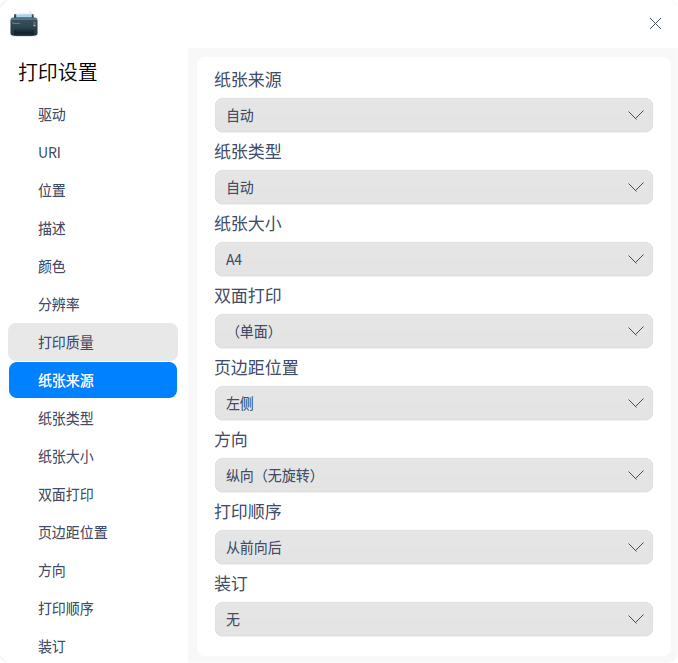 打印设置
驱动
URI
位置
描述
颜色
分辨率
打印质量
纸张来源
纸张类型
纸张大小
双面打印
页边距位置
方向
打印顺序
装订
纸张来源
自动
纸张类型
自动
纸张大小
A4
双面打印
（单面）
页边距位置
左侧
方向
纵向（无旋转）
打印顺序
从前向后
装订
无